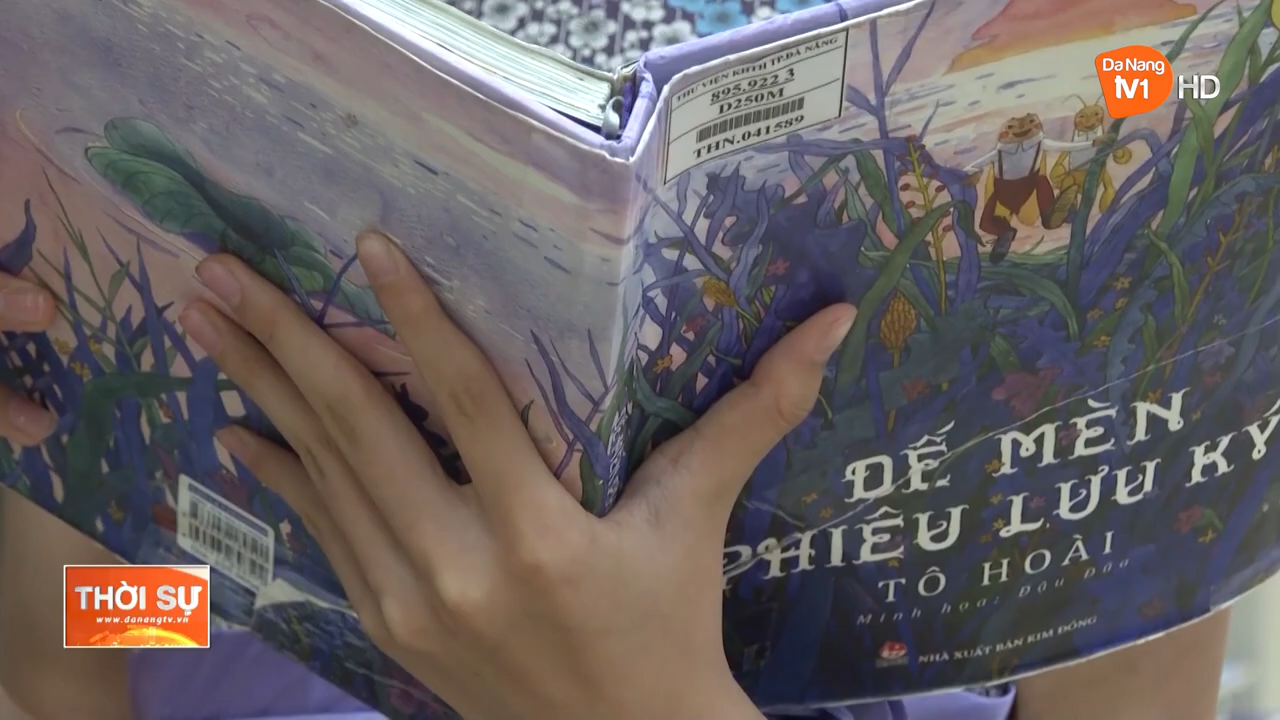 THƯ VIỆN KHTH TP.ĐÀ NẴNG
895.922 3
D250M
THN.041589
Da Nang
TV1 HD
DẾ MÈN
PHIÊU LƯU KÝ
TÔ HOÀI
Minh họa: Đậu Đũa
NHÀ XUẤT BẢN KIM ĐỒNG
THỜI SỰ
www.danangtv.vn